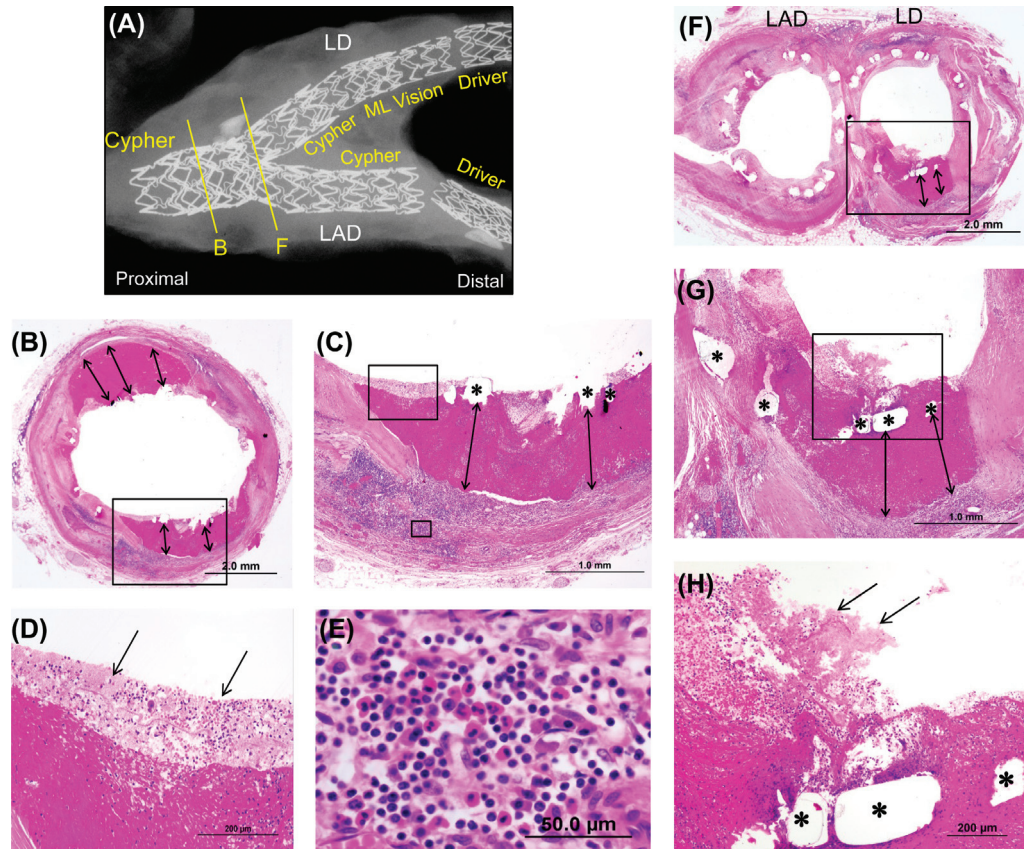 (A)
LD
Driver
ML Vision
Cypher
Cypher
Cypher
Driver
B
F
LAD
Proximal
Distal
(B)
2.0 mm
(C)
*
*
*
1.0 mm
(D)
200 µm
(E)
50.0 µm
(F)
LAD
LD
2.0 mm
(G)
*
*
*
*
*
1.0 mm
(H)
*
*
*
200 µm